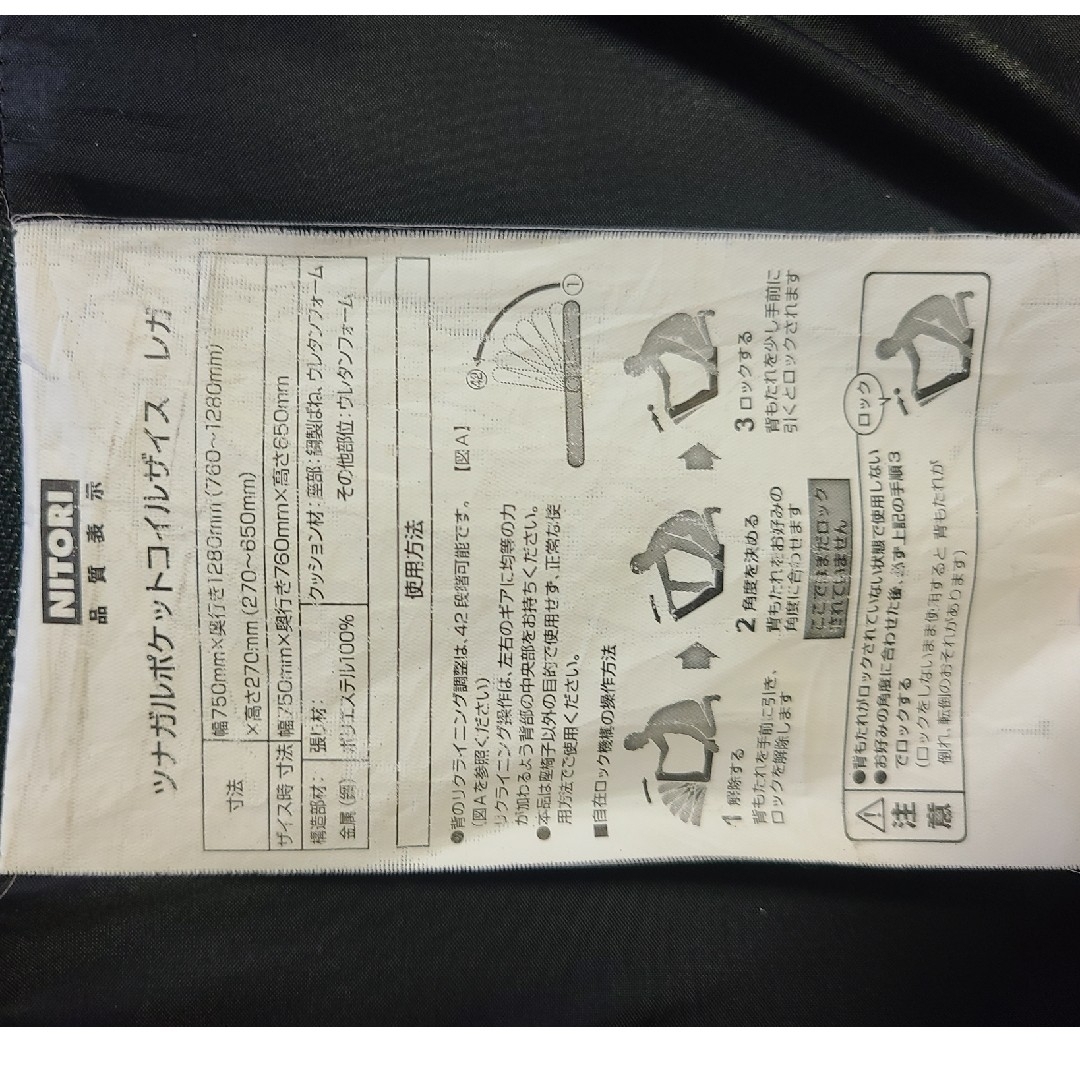 NITORI
品質表示
ツナガルポケットコイルザイス レガ
寸法
幅750mm×奥行き1280mm(760～1280mm)
×高さ270mm(270～650mm)
ザイス時 寸法
幅750mm×奥行き760mm×高さ650mm
構造部材:
金属(鋼)
張り材:
ポリエステル100%
クッション材:座部:鋼製ばね、ウレタンフォーム
その他部位:ウレタンフォーム
使用方法
●背のリクライニング調整は、42段階可能です。
(図Aを参照ください)
リクライニング操作は、左右のギアに均等の力
が加わるよう背部の中央部をお持ちください。
●本品は座椅子以外の目的で使用せず、正常な使
用方法でご使用ください。
【図A】
42
1
■自在ロック機構の操作方法
1 解除する
背もたれを手前に引き、
ロックを解除します
2 角度を決める
背もたれをお好みの
角度に合わせます
ここではまだロック
されていません
3 ロックする
背もたれを少し手前に
引くとロックされます
注意
●背もたれがロックされていない状態で使用しない
●お好みの角度に合わせた後、必ず上記の手順3
でロックする
(ロックをしないまま使用すると 背もたれが
倒れ、転倒のおそれがあります)
ロック